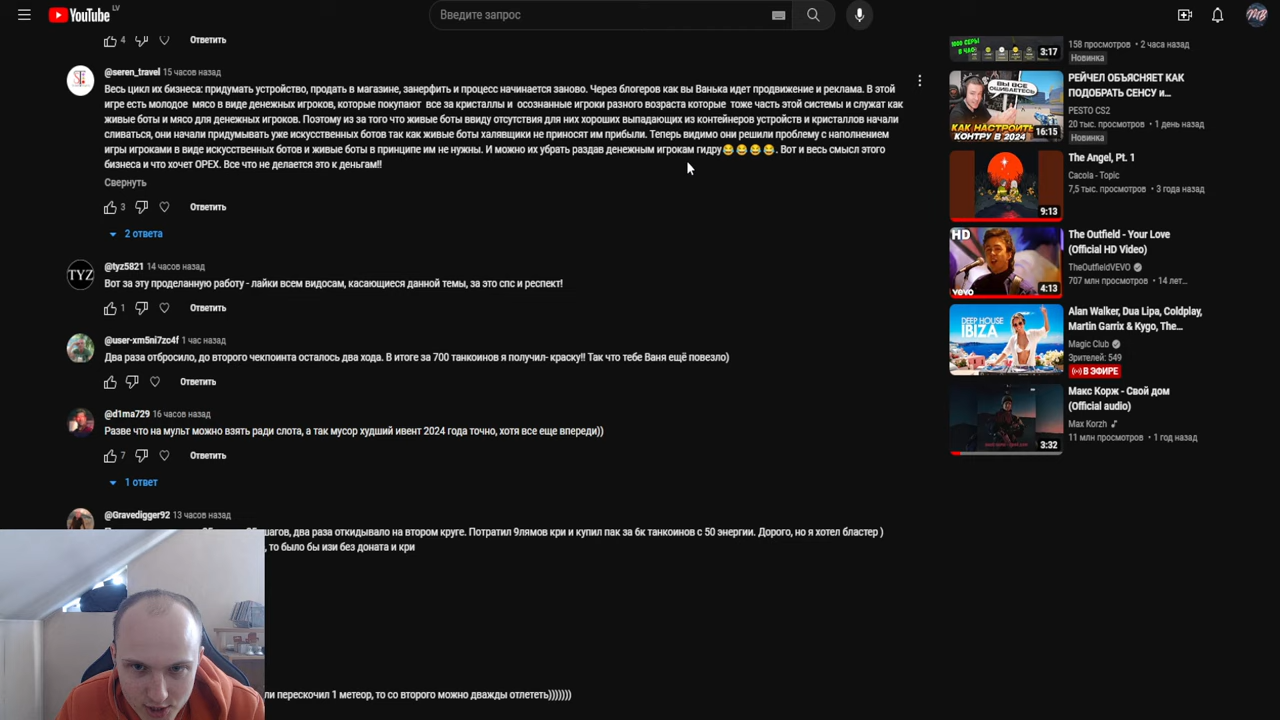 YouTube LV
Введите запрос
4 Ответить
@seren_travel 15 часов назад
Весь цикл их бизнеса: придумать устройство, продать в магазине, занерфить и процесс начинается заново. Через блогеров как вы Ванька идет продвижение и реклама. В этой
игре есть молодое мясо в виде денежных игроков, которые покупают все за кристаллы и осознанные игроки разного возраста которые тоже часть этой системы и служат как
живые боты и мясо для денежных игроков. Поэтому из за того что живые боты ввиду отсутствия для них хороших выпадающих из контейнеров устройств и кристаллов начали
сливаться, они начали придумывать уже искусственных ботов так как живые боты халявщики не приносят им прибыли. Теперь видимо они решили проблему с наполнением
игры игроками в виде искусственных ботов и живые боты в принципе им не нужны. И можно их убрать раздав денежным игрокам гидру😂😂😂😂. Вот и весь смысл этого
бизнеса и что хочет ОРЕХ. Все что не делается это к деньгам!!
Свернуть
3 Ответить
2 ответа
TYZ
@tyz5821 14 часов назад
Вот за эту проделанную работу - лайки всем видосам, касающиеся данной темы, за это спс и респект!
1 Ответить
@user-xm5ni7zc4f 1 час назад
Два раза отбросило, до второго чекпоинта осталось два хода. В итоге за 700 танкоинов я получил- краску!! Так что тебе Ваня ещё повезло)
Ответить
@d1ma729 16 часов назад
Разве что на мульт можно взять ради слота, а так мусор худший ивент 2024 года точно, хотя все еще впереди))
7 Ответить
1 ответ
@Gravedigger92 13 часов назад
шагов, два раза откидывало на втором круге. Потратил 9лямов кри и купил пак за 6к танкоинов с 50 энергии. Дорого, но я хотел бластер )
, то было бы изи без доната и кри
ли перескочил 1 метеор, то со второго можно дважды отлететь)))))))
3:17
158 просмотров • 2 часа назад
Новинка
КАК НАСТРОИТЬ
КОНТРУ В 2024
16:15
РЕЙЧЕЛ ОБЪЯСНЯЕТ КАК
ПОДОБРАТЬ СЕНСУ и
PESTO CS2
20 тыс. просмотров • 1 день назад
Новинка
9:13
The Angel, Pt. 1
Cacola - Topic
7,5 тыс. просмотров • 3 года назад
HD
vevo
4:13
The Outfield - Your Love
(Official HD Video)
TheOutfieldVEVO
707 млн просмотров • 14 лет...
DEEP HOUSE
IBIZA
Alan Walker, Dua Lipa, Coldplay,
Martin Garrix & Kygo, The...
Magic Club
Зрителей: 549
В ЭФИРЕ
3:32
Макс Корж - Свой дом
(Official audio)
Max Korzh
11 млн просмотров • 1 год назад